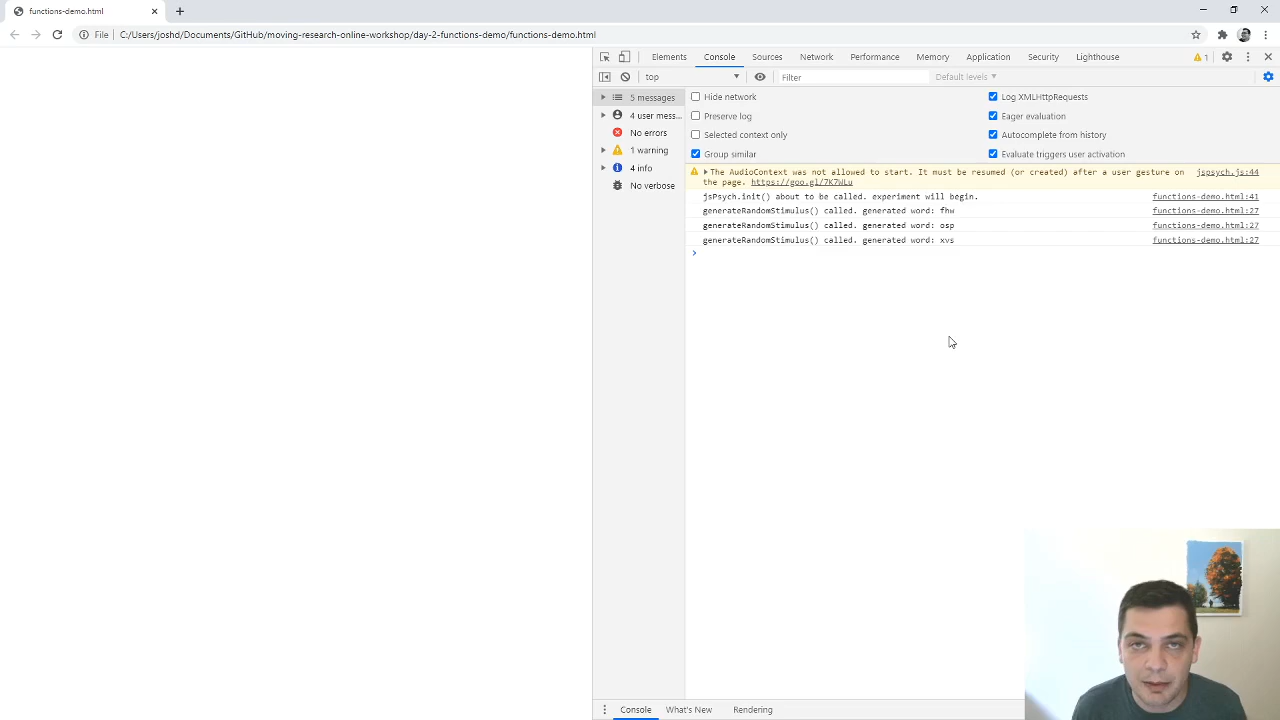 functions-demo.html
File C:/Users/joshd/Documents/GitHub/moving-research-online-workshop/day-2-functions-demo/functions-demo.html
Elements Console Sources Network Performance Memory Application Security Lighthouse 1
top Filter Default levels
5 messages
4 user mess...
No errors
1 warning
4 info
No verbose
Hide network Log XMLHttpRequests
Preserve log Eager evaluation
Selected context only Autocomplete from history
Group similar Evaluate triggers user activation
The AudioContext was not allowed to start. It must be resumed (or created) after a user gesture on jspsych.js:44
the page. https://goo.gl/7K7WLu
jsPsych.init() about to be called. experiment will begin. functions-demo.html:41
generateRandomStimulus() called. generated word: fhw functions-demo.html:27
generateRandomStimulus() called. generated word: osp functions-demo.html:27
generateRandomStimulus() called. generated word: xvs functions-demo.html:27
Console What's New Rendering